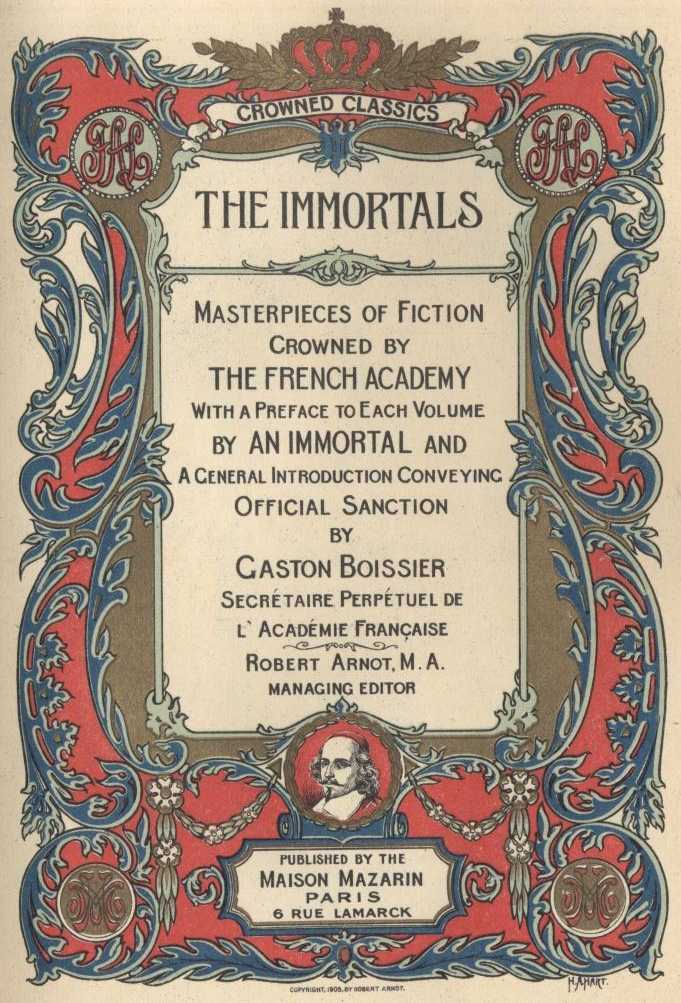 CROWNED CLASSICS
THE IMMORTALS
MASTERPIECES OF FICTION
CROWNED BY
THE FRENCH ACADEMY
WITH A PREFACE TO EACH VOLUME
BY AN IMMORTAL AND
A GENERAL INTRODUCTION CONVEYING
OFFICIAL SANCTION
BY
GASTON BOISSIER
SECRÉTAIRE PERPÉTUEL DE
L'ACADÉMIE FRANÇAISE
ROBERT ARNOT, M. A.
MANAGING EDITOR
PUBLISHED BY THE
MAISON MAZARIN
PARIS
6 RUE LAMARCK
H.A.HART.
COPYRIGHT, 1905, BY ROBERT ARNOT.